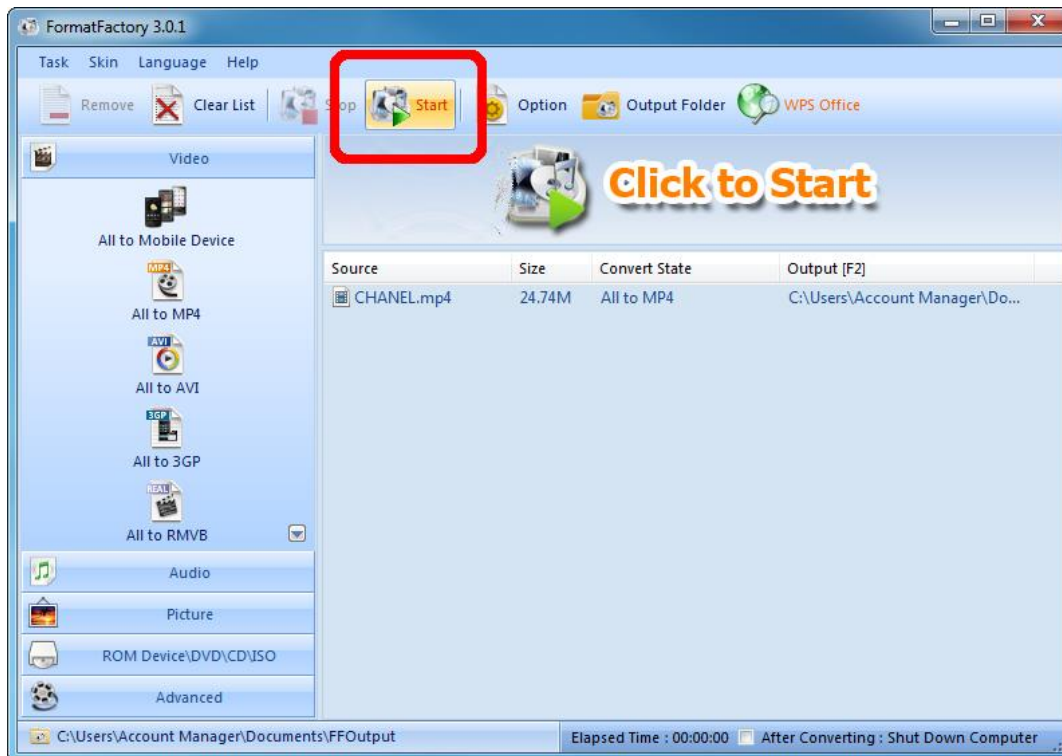 FormatFactory 3.0.1
Task Skin Language Help
Remove Clear List Stop Start Option Output Folder WPS Office
Video
Click to Start
All to Mobile Device
MP4
All to MP4
AVI
All to AVI
3GP
All to 3GP
REAL
All to RMVB
Source Size Convert State Output [F2]
CHANEL.mp4 24.74M All to MP4 C:\Users\Account Manager\Do...
Audio
Picture
ROM Device\DVD\CD\ISO
Advanced
C:\Users\Account Manager\Documents\FFOutput Elapsed Time : 00:00:00 After Converting : Shut Down Computer